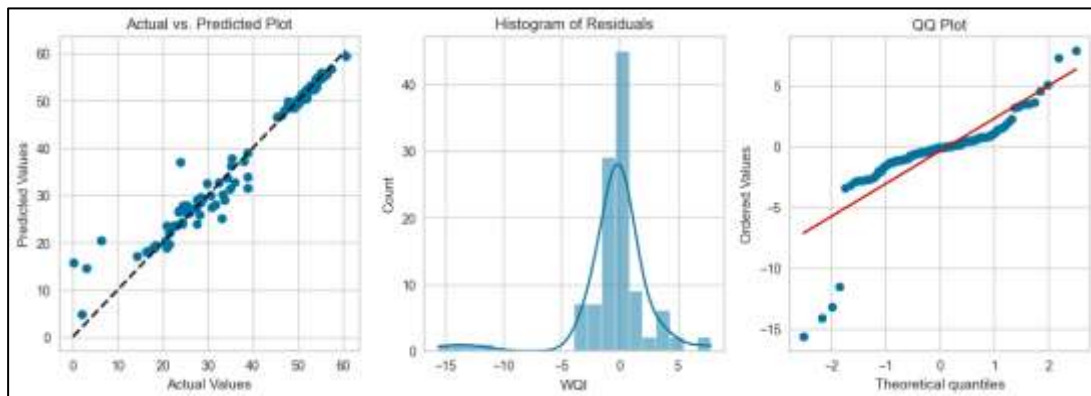 Actual vs. Predicted Plot
Predicted Values
60
50
40
30
20
10
0
0 10 20 30 40 50 60
Actual Values
Histogram of Residuals
Count
40
30
20
10
0
−15 −10 −5 0 5
WQI
QQ Plot
Ordered Values
5
0
−5
−10
−15
−2 −1 0 1 2
Theoretical quantiles